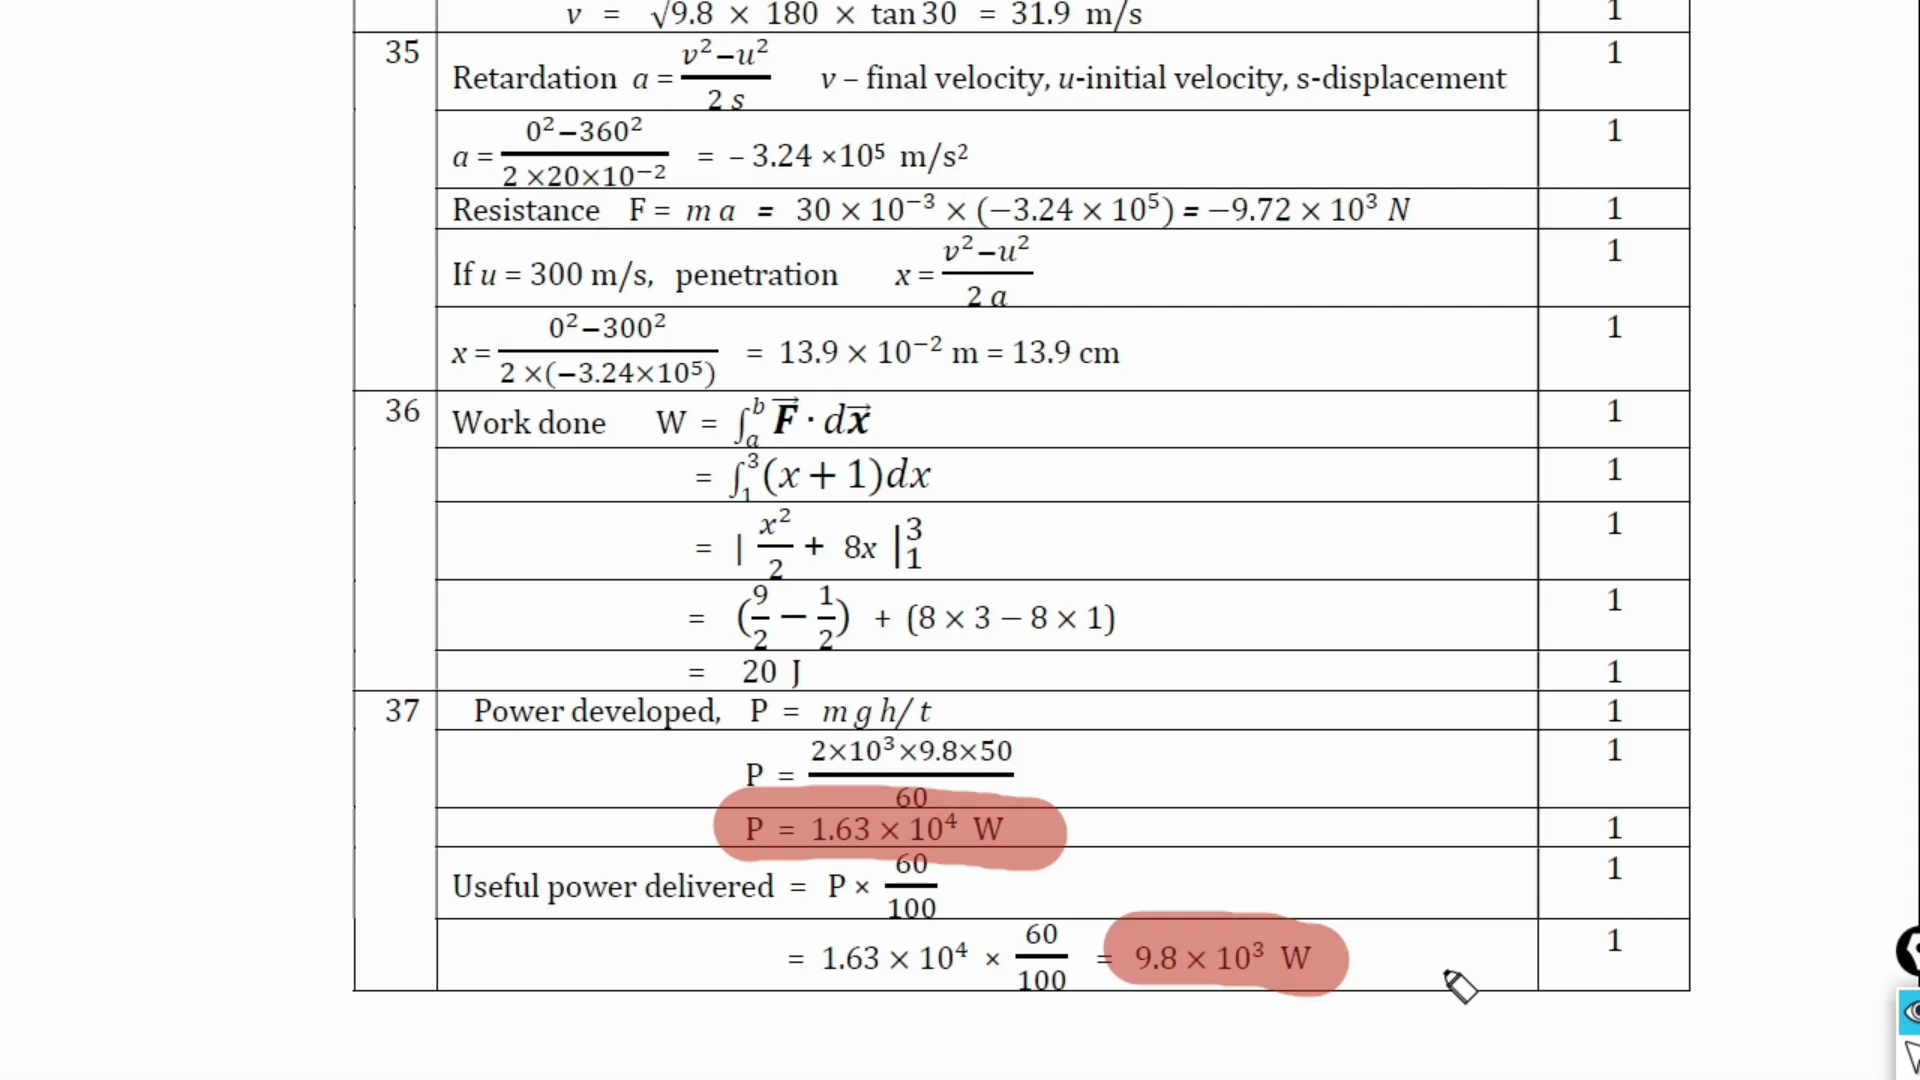 v = √9.8 × 180 × tan 30 = 31.9 m/s 1
35 Retardation a = (v² − u²)/(2 s) v – final velocity, u-initial velocity, s-displacement 1
a = (0² − 360²)/(2 ×20×10⁻²) = – 3.24 ×10⁵ m/s² 1
Resistance F = m a = 30 × 10⁻³ × (−3.24 × 10⁵) = −9.72 × 10³ N 1
If u = 300 m/s, penetration x = (v² − u²)/(2 a) 1
x = (0² − 300²)/(2 ×(−3.24×10⁵)) = 13.9 × 10⁻² m = 13.9 cm 1
36 Work done W = ∫ₐᵇ F⃗ · dx⃗ 1
= ∫₁³(x + 1)dx 1
= | x²/2 + 8x |₁³ 1
= (9/2 − 1/2) + (8 × 3 − 8 × 1) 1
= 20 J 1
37 Power developed, P = m g h/ t 1
P = (2×10³×9.8×50)/60 1
P = 1.63 × 10⁴ W 1
Useful power delivered = P × 60/100 1
= 1.63 × 10⁴ × 60/100 = 9.8 × 10³ W 1